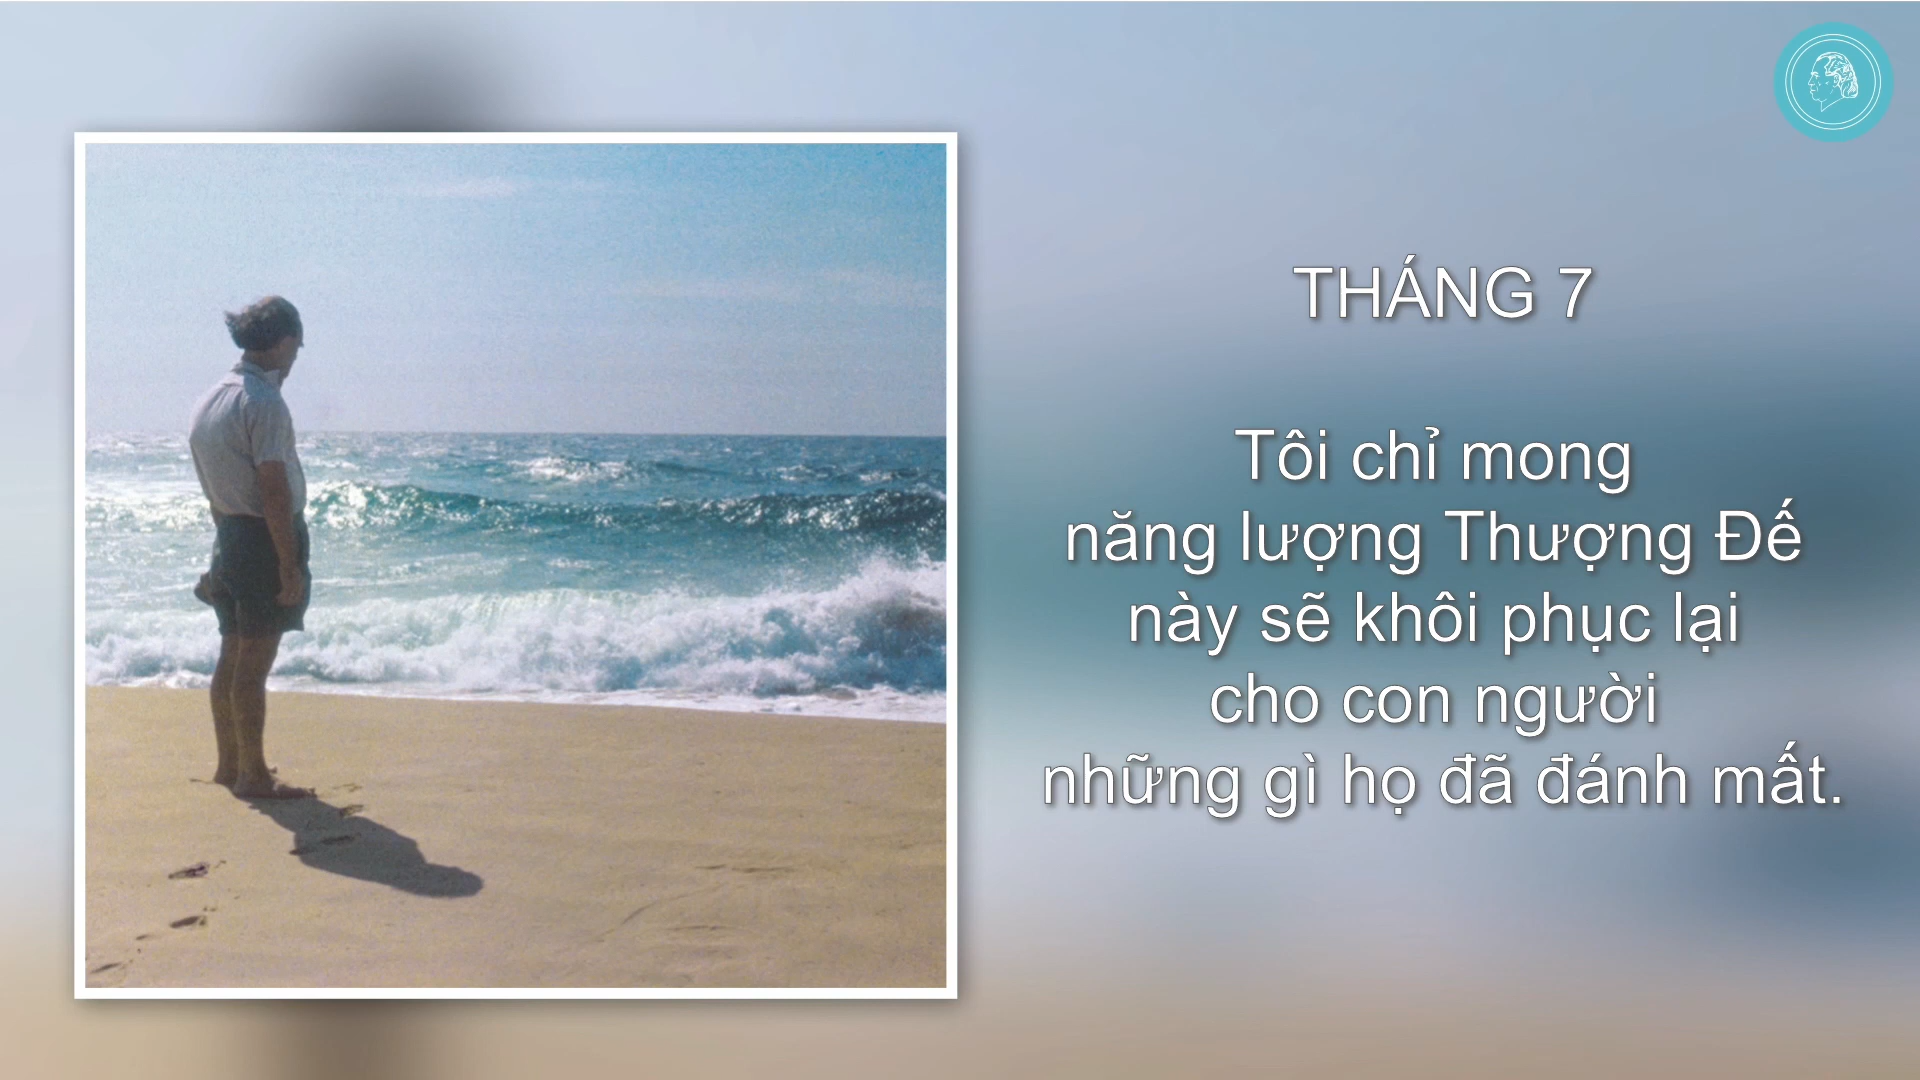 THÁNG 7
Tôi chỉ mong
năng lượng Thượng Đế
này sẽ khôi phục lại
cho con người
những gì họ đã đánh mất.